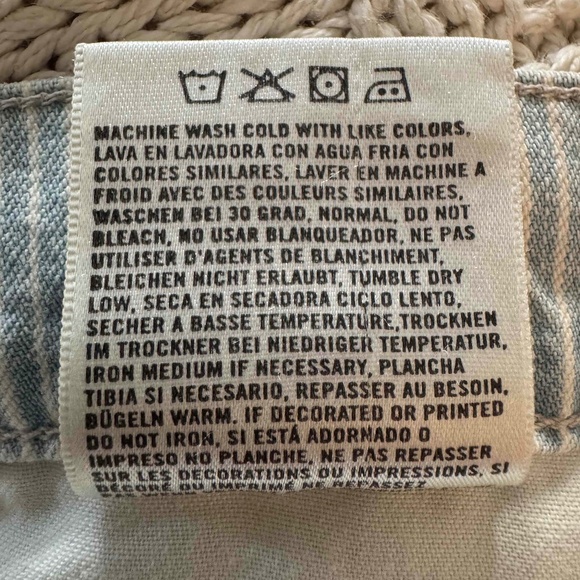 MACHINE WASH COLD WITH LIKE COLORS,
LAVA EN LAVADORA CON AGUA FRIA CON
COLORES SIMILARES, LAVER EN MACHINE A
FROID AVEC DES COULEURS SIMILAIRES,
WASCHEN BEI 30 GRAD, NORMAL, DO NOT
BLEACH, NO USAR BLANQUEADOR, NE PAS
UTILISER D'AGENTS DE BLANCHIMENT,
BLEICHEN NICHT ERLAUBT, TUMBLE DRY
LOW, SECA EN SECADORA CICLO LENTO,
SECHER A BASSE TEMPERATURE,TROCKNEN
IM TROCKNER BEI NIEDRIGER TEMPERATUR,
IRON MEDIUM IF NECESSARY, PLANCHA
TIBIA SI NECESARIO, REPASSER AU BESOIN,
BÜGELN WARM. IF DECORATED OR PRINTED
DO NOT IRON, SI ESTÁ ADORNADO O
IMPRESO NO PLANCHE, NE PAS REPASSER
SUR LES DECORATIONS OU IMPRESSIONS, SI